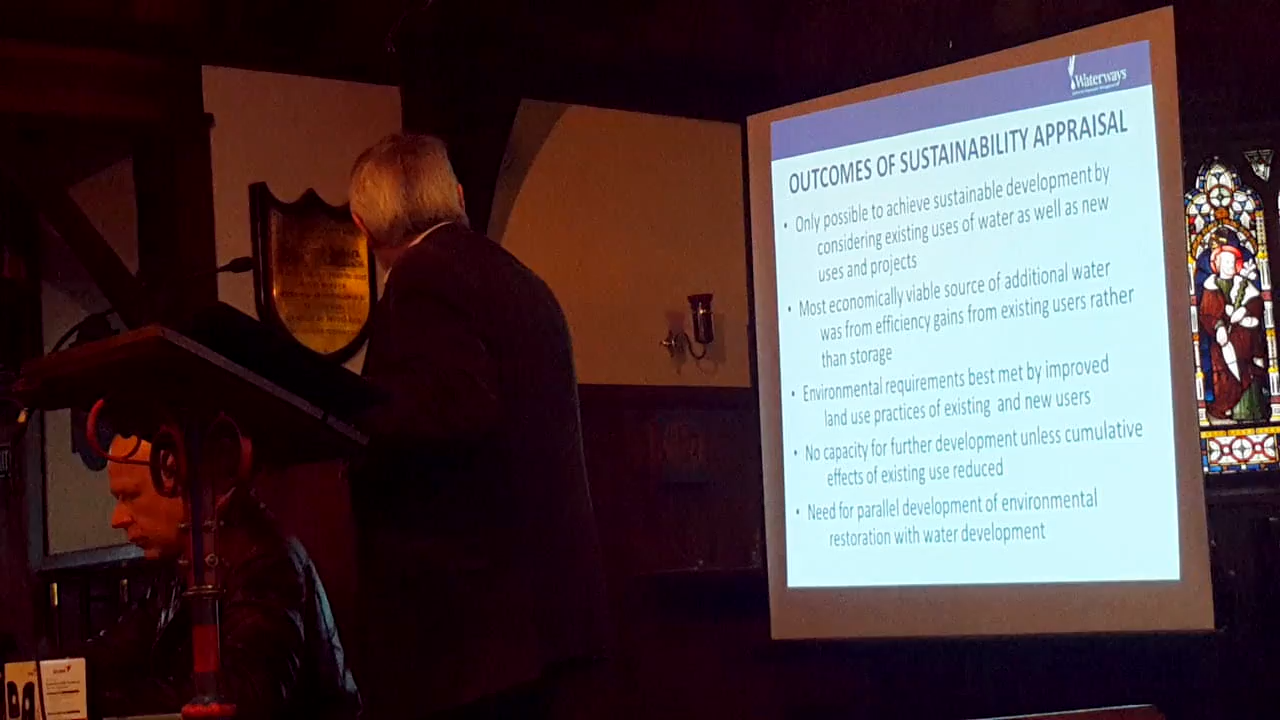 Waterways
OUTCOMES OF SUSTAINABILITY APPRAISAL
• Only possible to achieve sustainable development by
considering existing uses of water as well as new
uses and projects
• Most economically viable source of additional water
was from efficiency gains from existing users rather
than storage
• Environmental requirements best met by improved
land use practices of existing and new users
• No capacity for further development unless cumulative
effects of existing use reduced
• Need for parallel development of environmental
restoration with water development